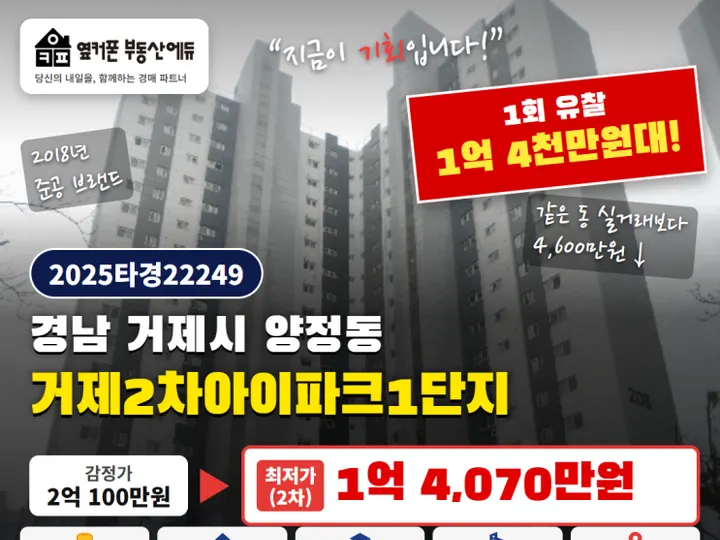 옆커폰 부동산에듀
당신의 내일을, 함께하는 경매 파트너
“지금이 기회입니다!”
1회 유찰
1억 4천만원대!
2018년
준공 브랜드
같은 동 실거래보다
4,600만원 ↓
2025타경22249
경남 거제시 양정동
거제2차아이파크1단지
감정가
2억 100만원
최저가
(2차)
1억 4,070만원